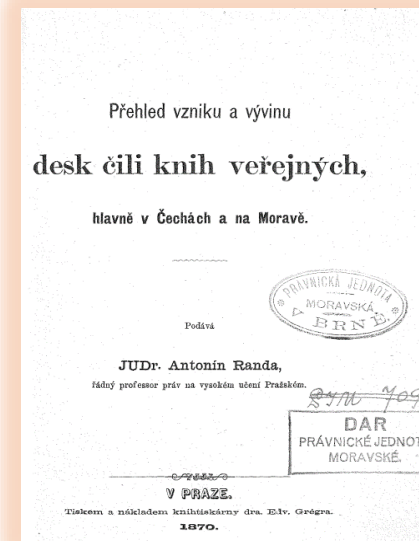 Přehled vzniku a vývinu
desk čili knih veřejných,
hlavně v Čechách a na Moravě.
PRÁVNICKÁ JEDNOTA
MORAVSKÁ
V BRNĚ
Podává
JUDr. Antonín Randa,
řádný professor práv na vysokém učení Pražském.
709
DAR
PRÁVNICKÉ JEDNOT
MORAVSKÉ.
V PRAZE.
Tiskem a nákladem knihtiskárny dra. Edv. Grégra.
1870.